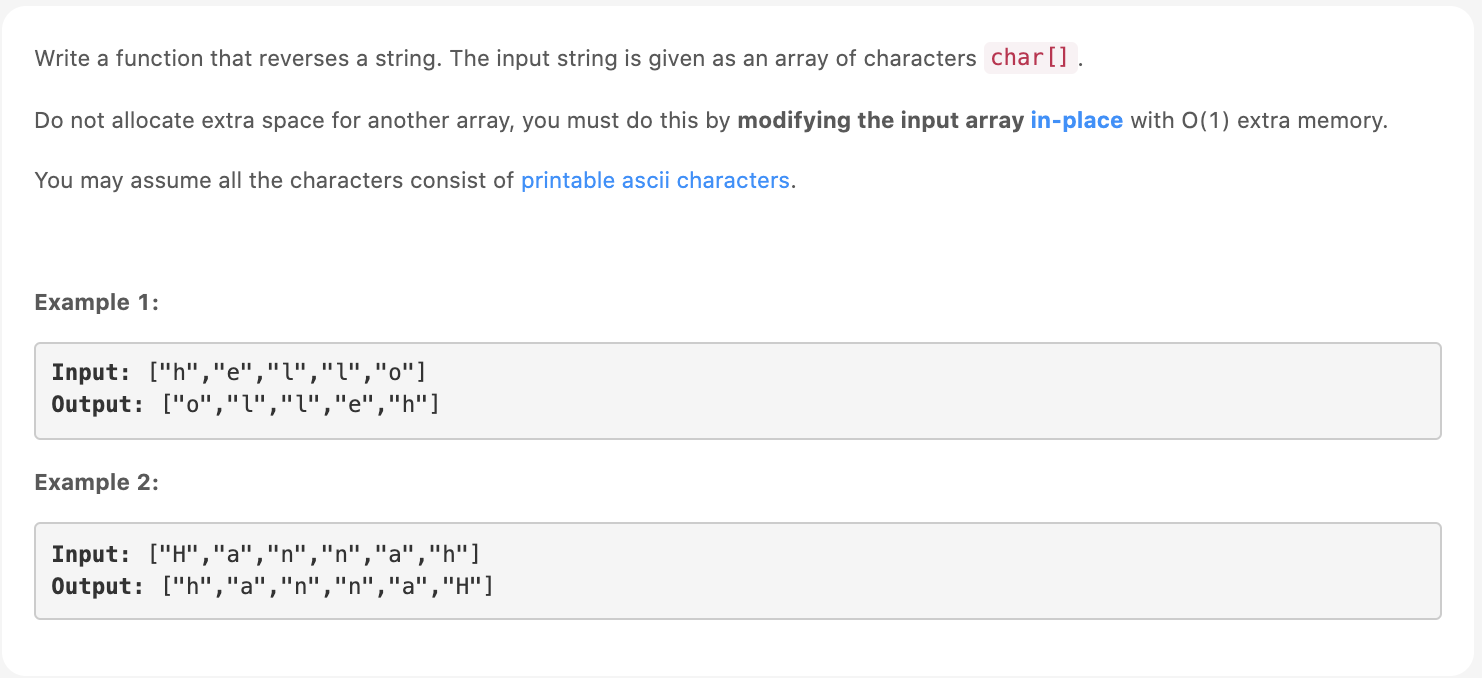 Write a function that reverses a string. The input string is given as an array of characters char[].
Do not allocate extra space for another array, you must do this by modifying the input array in-place with O(1) extra memory.
You may assume all the characters consist of printable ascii characters.
Example 1:
Input: ["h","e","l","l","o"]
Output: ["o","l","l","e","h"]
Example 2:
Input: ["H","a","n","n","a","h"]
Output: ["h","a","n","n","a","H"]